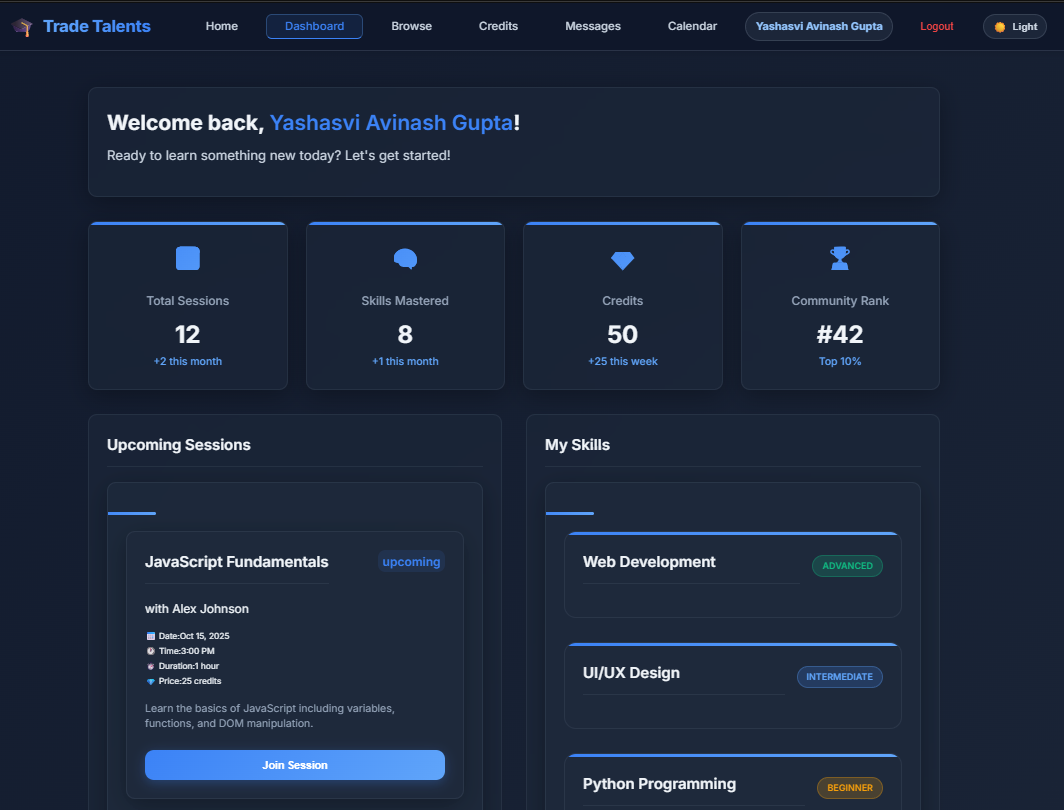 Trade Talents
Home
Dashboard
Browse
Credits
Messages
Calendar
Yashasvi Avinash Gupta
Logout
Light
Welcome back, Yashasvi Avinash Gupta!
Ready to learn something new today? Let's get started!
Total Sessions
12
+2 this month
Skills Mastered
8
+1 this month
Credits
50
+25 this week
Community Rank
#42
Top 10%
Upcoming Sessions
JavaScript Fundamentals
upcoming
with Alex Johnson
Date:Oct 15, 2025
Time:3:00 PM
Duration:1 hour
Price:25 credits
Learn the basics of JavaScript including variables,
functions, and DOM manipulation.
Join Session
My Skills
Web Development
ADVANCED
UI/UX Design
INTERMEDIATE
Python Programming
BEGINNER